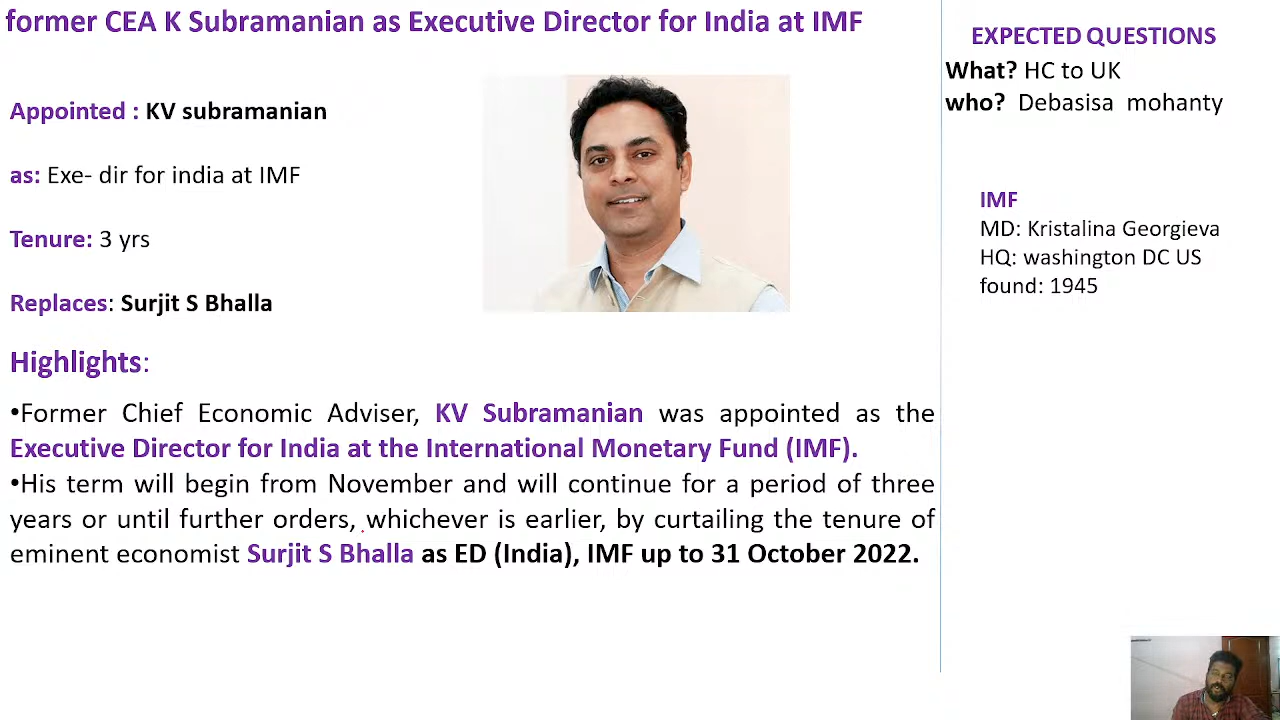 former CEA K Subramanian as Executive Director for India at IMF
Appointed : KV subramanian
as: Exe- dir for india at IMF
Tenure: 3 yrs
Replaces: Surjit S Bhalla
Highlights:
•Former Chief Economic Adviser, KV Subramanian was appointed as the
Executive Director for India at the International Monetary Fund (IMF).
•His term will begin from November and will continue for a period of three
years or until further orders, whichever is earlier, by curtailing the tenure of
eminent economist Surjit S Bhalla as ED (India), IMF up to 31 October 2022.
EXPECTED QUESTIONS
What? HC to UK
who? Debasisa mohanty
IMF
MD: Kristalina Georgieva
HQ: washington DC US
found: 1945